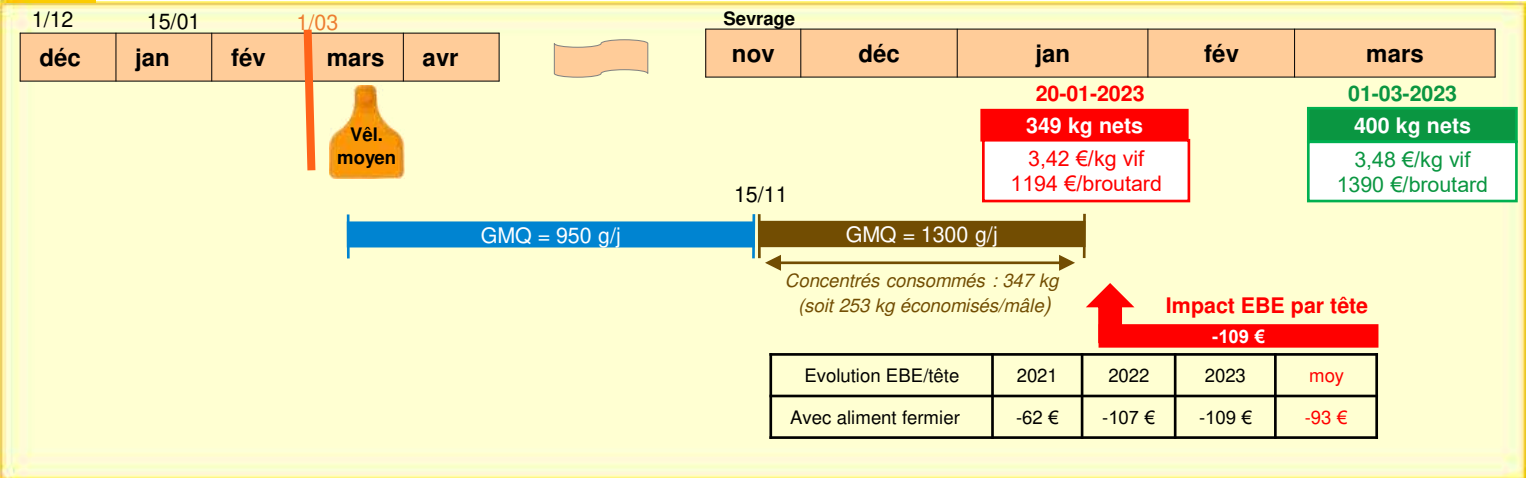 1/12 15/01 1/03
déc jan fév mars avr
Vêl.
moyen
Sevrage
nov déc jan fév mars
20-01-2023
349 kg nets
3,42 €/kg vif
1194 €/broutard
01-03-2023
400 kg nets
3,48 €/kg vif
1390 €/broutard
15/11
GMQ = 950 g/j
GMQ = 1300 g/j
Concentrés consommés : 347 kg
(soit 253 kg économisés/mâle)
Impact EBE par tête
-109 €
Evolution EBE/tête 2021 2022 2023 moy
Avec aliment fermier -62 € -107 € -109 € -93 €